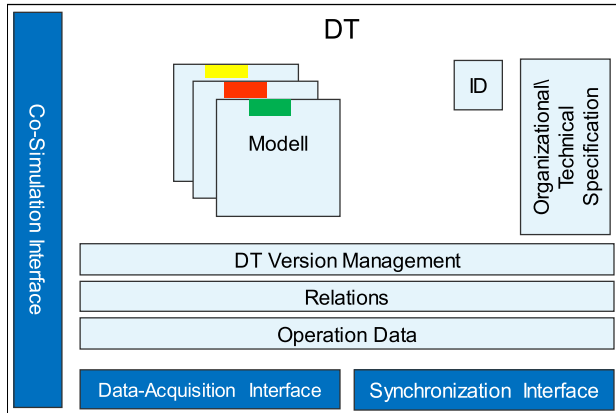 DT
Co-Simulation Interface
Modell
ID
Organizational\
Technical
Specification
DT Version Management
Relations
Operation Data
Data-Acquisition Interface
Synchronization Interface